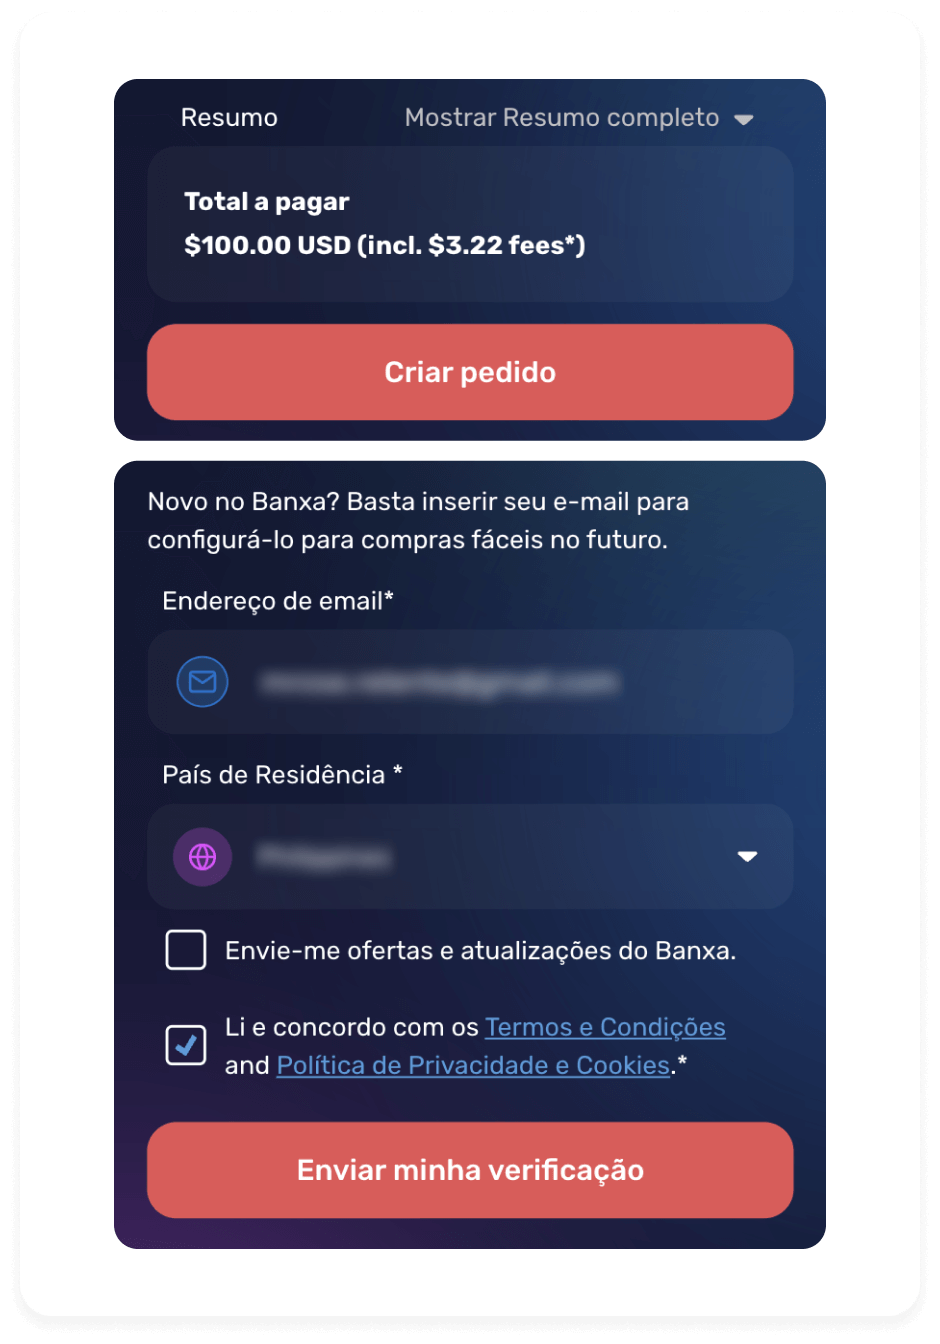 Resumo
Mostrar Resumo completo
Total a pagar
$100.00 USD (incl. $3.22 fees*)
Criar pedido
Novo no Banxa? Basta inserir seu e-mail para
configurá-lo para compras fáceis no futuro.
Endereço de email*
País de Residência *
Envie-me ofertas e atualizações do Banxa.
Li e concordo com os Termos e Condições
and Política de Privacidade e Cookies.*
Enviar minha verificação